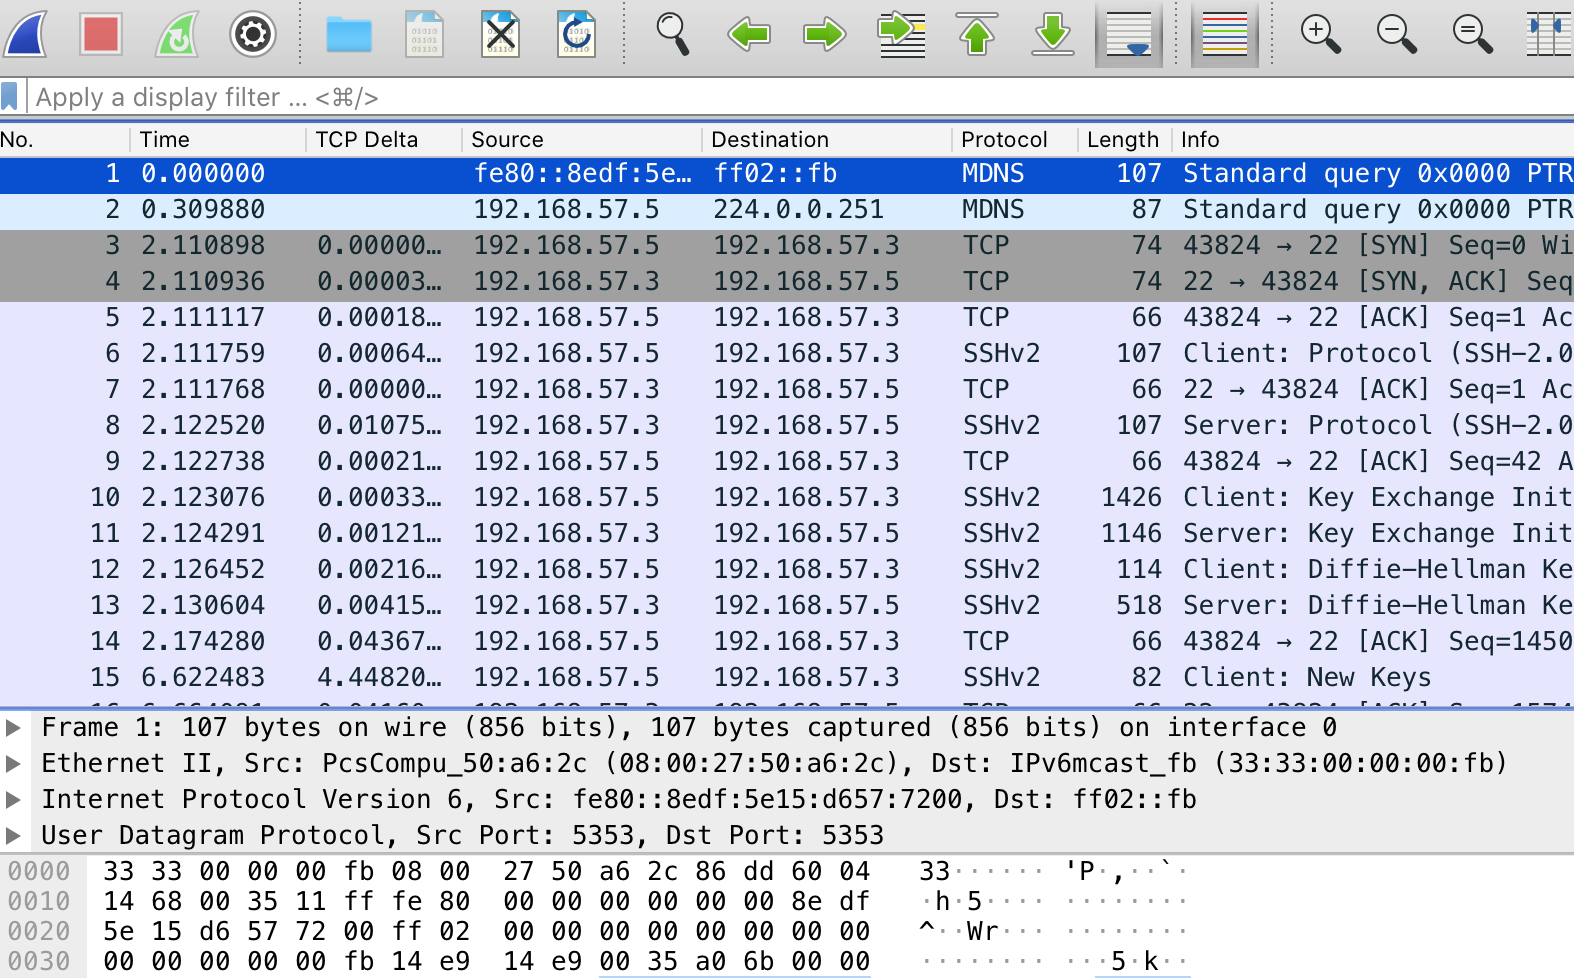 Apply a display filter ... <⌘/>
No. Time TCP Delta Source Destination Protocol Length Info
1 0.000000 fe80::8edf:5e… ff02::fb MDNS 107 Standard query 0x0000 PTR
2 0.309880 192.168.57.5 224.0.0.251 MDNS 87 Standard query 0x0000 PTR
3 2.110898 0.00000… 192.168.57.5 192.168.57.3 TCP 74 43824 → 22 [SYN] Seq=0 Wi
4 2.110936 0.00003… 192.168.57.3 192.168.57.5 TCP 74 22 → 43824 [SYN, ACK] Seq
5 2.111117 0.00018… 192.168.57.5 192.168.57.3 TCP 66 43824 → 22 [ACK] Seq=1 Ac
6 2.111759 0.00064… 192.168.57.5 192.168.57.3 SSHv2 107 Client: Protocol (SSH-2.0
7 2.111768 0.00000… 192.168.57.3 192.168.57.5 TCP 66 22 → 43824 [ACK] Seq=1 Ac
8 2.122520 0.01075… 192.168.57.3 192.168.57.5 SSHv2 107 Server: Protocol (SSH-2.0
9 2.122738 0.00021… 192.168.57.5 192.168.57.3 TCP 66 43824 → 22 [ACK] Seq=42 A
10 2.123076 0.00033… 192.168.57.5 192.168.57.3 SSHv2 1426 Client: Key Exchange Init
11 2.124291 0.00121… 192.168.57.3 192.168.57.5 SSHv2 1146 Server: Key Exchange Init
12 2.126452 0.00216… 192.168.57.5 192.168.57.3 SSHv2 114 Client: Diffie-Hellman Ke
13 2.130604 0.00415… 192.168.57.3 192.168.57.5 SSHv2 518 Server: Diffie-Hellman Ke
14 2.174280 0.04367… 192.168.57.5 192.168.57.3 TCP 66 43824 → 22 [ACK] Seq=1450
15 6.622483 4.44820… 192.168.57.5 192.168.57.3 SSHv2 82 Client: New Keys
Frame 1: 107 bytes on wire (856 bits), 107 bytes captured (856 bits) on interface 0
Ethernet II, Src: PcsCompu_50:a6:2c (08:00:27:50:a6:2c), Dst: IPv6mcast_fb (33:33:00:00:00:fb)
Internet Protocol Version 6, Src: fe80::8edf:5e15:d657:7200, Dst: ff02::fb
User Datagram Protocol, Src Port: 5353, Dst Port: 5353
0000 33 33 00 00 00 fb 08 00 27 50 a6 2c 86 dd 60 04 33······ 'P·,··`·
0010 14 68 00 35 11 ff fe 80 00 00 00 00 00 00 8e df ·h·5···· ········
0020 5e 15 d6 57 72 00 ff 02 00 00 00 00 00 00 00 00 ^··Wr··· ········
0030 00 00 00 00 00 fb 14 e9 14 e9 00 35 a0 6b 00 00 ········ ···5·k··